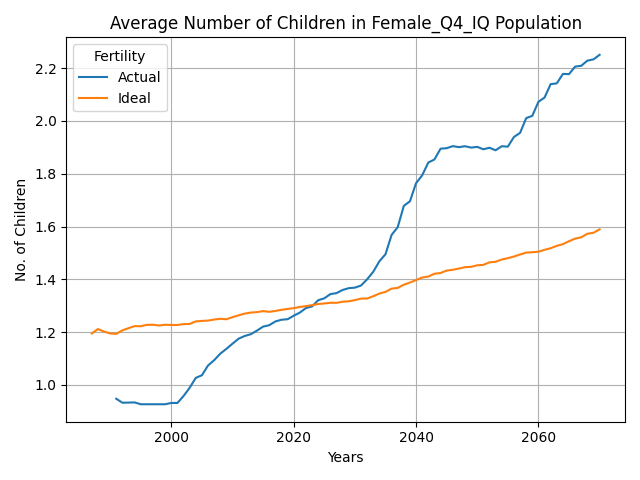 Average Number of Children in Female_Q4_IQ Population
Fertility
Actual
Ideal
No. of Children
2.2
2.0
1.8
1.6
1.4
1.2
1.0
2000 2020 2040 2060
Years